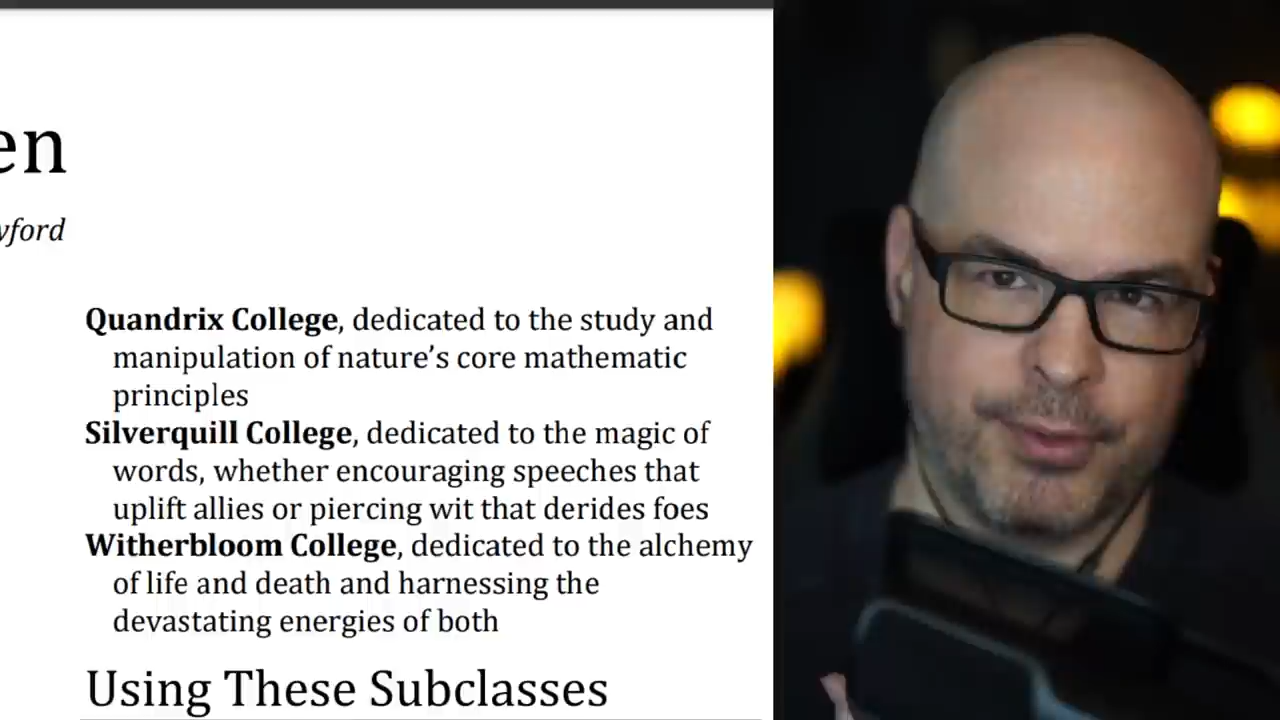 en
ford
Quandrix College, dedicated to the study and
manipulation of nature’s core mathematic
principles
Silverquill College, dedicated to the magic of
words, whether encouraging speeches that
uplift allies or piercing wit that derides foes
Witherbloom College, dedicated to the alchemy
of life and death and harnessing the
devastating energies of both
Using These Subclasses